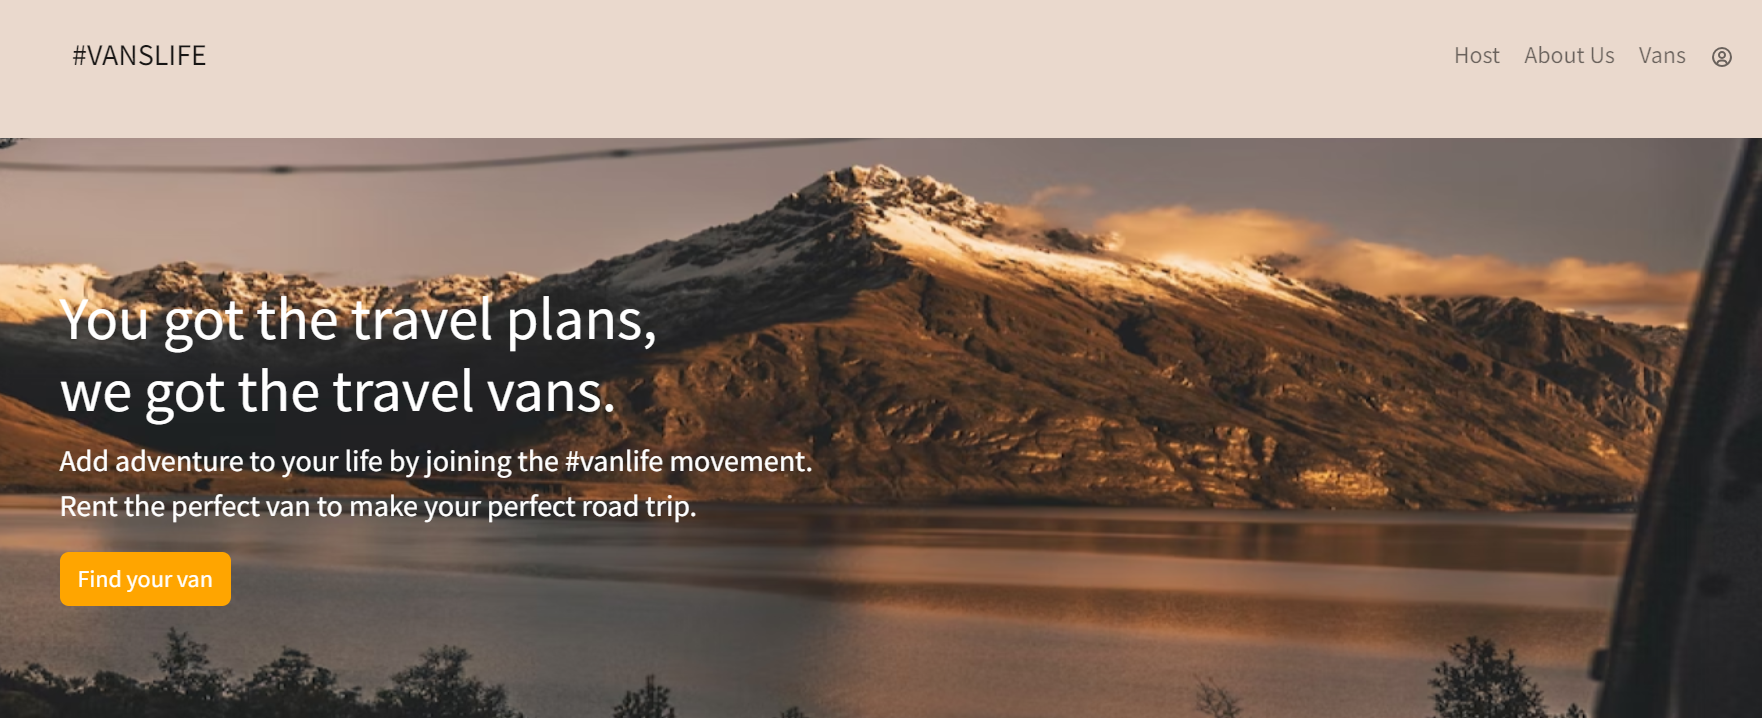 #VANSLIFE
Host About Us Vans
You got the travel plans,
we got the travel vans.
Add adventure to your life by joining the #vanlife movement.
Rent the perfect van to make your perfect road trip.
Find your van